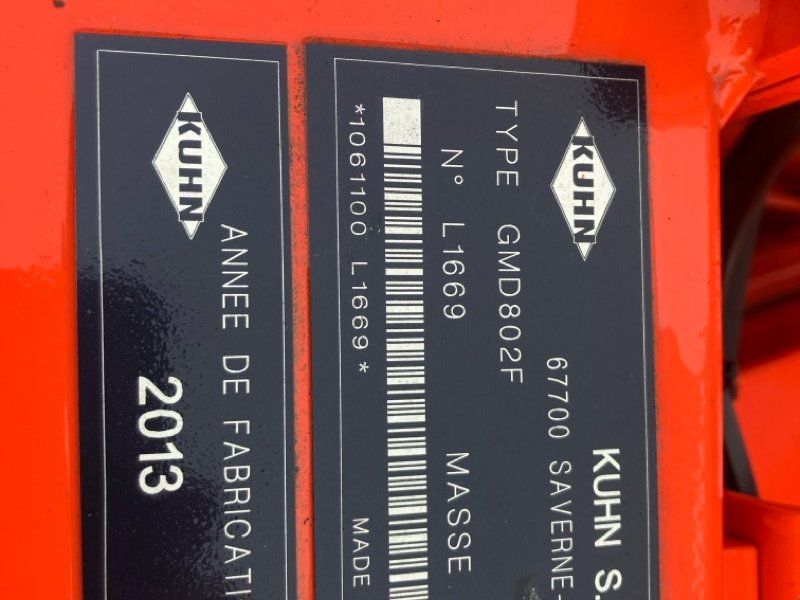 KUHN
KUHN S.
67700 SAVERNE-
TYPE GMD802F
N° L1669 MASSE
*1061100 L1669*
MADE
KUHN
ANNEE DE FABRICATI
2013